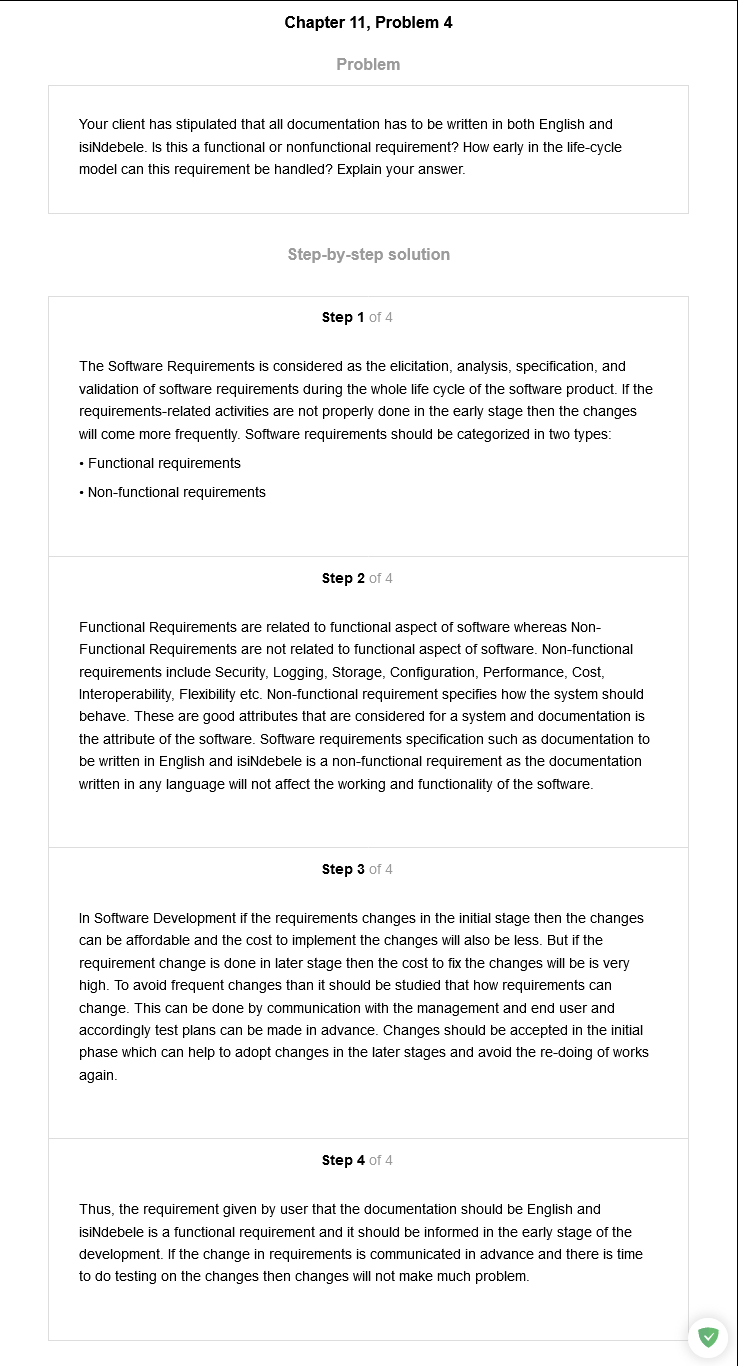 Chapter 11, Problem 4
Problem
Your client has stipulated that all documentation has to be written in both English and
isiNdebele. Is this a functional or nonfunctional requirement? How early in the life-cycle
model can this requirement be handled? Explain your answer.
Step-by-step solution
Step 1 of 4
The Software Requirements is considered as the elicitation, analysis, specification, and
validation of software requirements during the whole life cycle of the software product. If the
requirements-related activities are not properly done in the early stage then the changes
will come more frequently. Software requirements should be categorized in two types:
• Functional requirements
• Non-functional requirements
Step 2 of 4
Functional Requirements are related to functional aspect of software whereas Non-
Functional Requirements are not related to functional aspect of software. Non-functional
requirements include Security, Logging, Storage, Configuration, Performance, Cost,
Interoperability, Flexibility etc. Non-functional requirement specifies how the system should
behave. These are good attributes that are considered for a system and documentation is
the attribute of the software. Software requirements specification such as documentation to
be written in English and isiNdebele is a non-functional requirement as the documentation
written in any language will not affect the working and functionality of the software.
Step 3 of 4
In Software Development if the requirements changes in the initial stage then the changes
can be affordable and the cost to implement the changes will also be less. But if the
requirement change is done in later stage then the cost to fix the changes will be is very
high. To avoid frequent changes than it should be studied that how requirements can
change. This can be done by communication with the management and end user and
accordingly test plans can be made in advance. Changes should be accepted in the initial
phase which can help to adopt changes in the later stages and avoid the re-doing of works
again.
Step 4 of 4
Thus, the requirement given by user that the documentation should be English and
isiNdebele is a functional requirement and it should be informed in the early stage of the
development. If the change in requirements is communicated in advance and there is time
to do testing on the changes then changes will not make much problem.